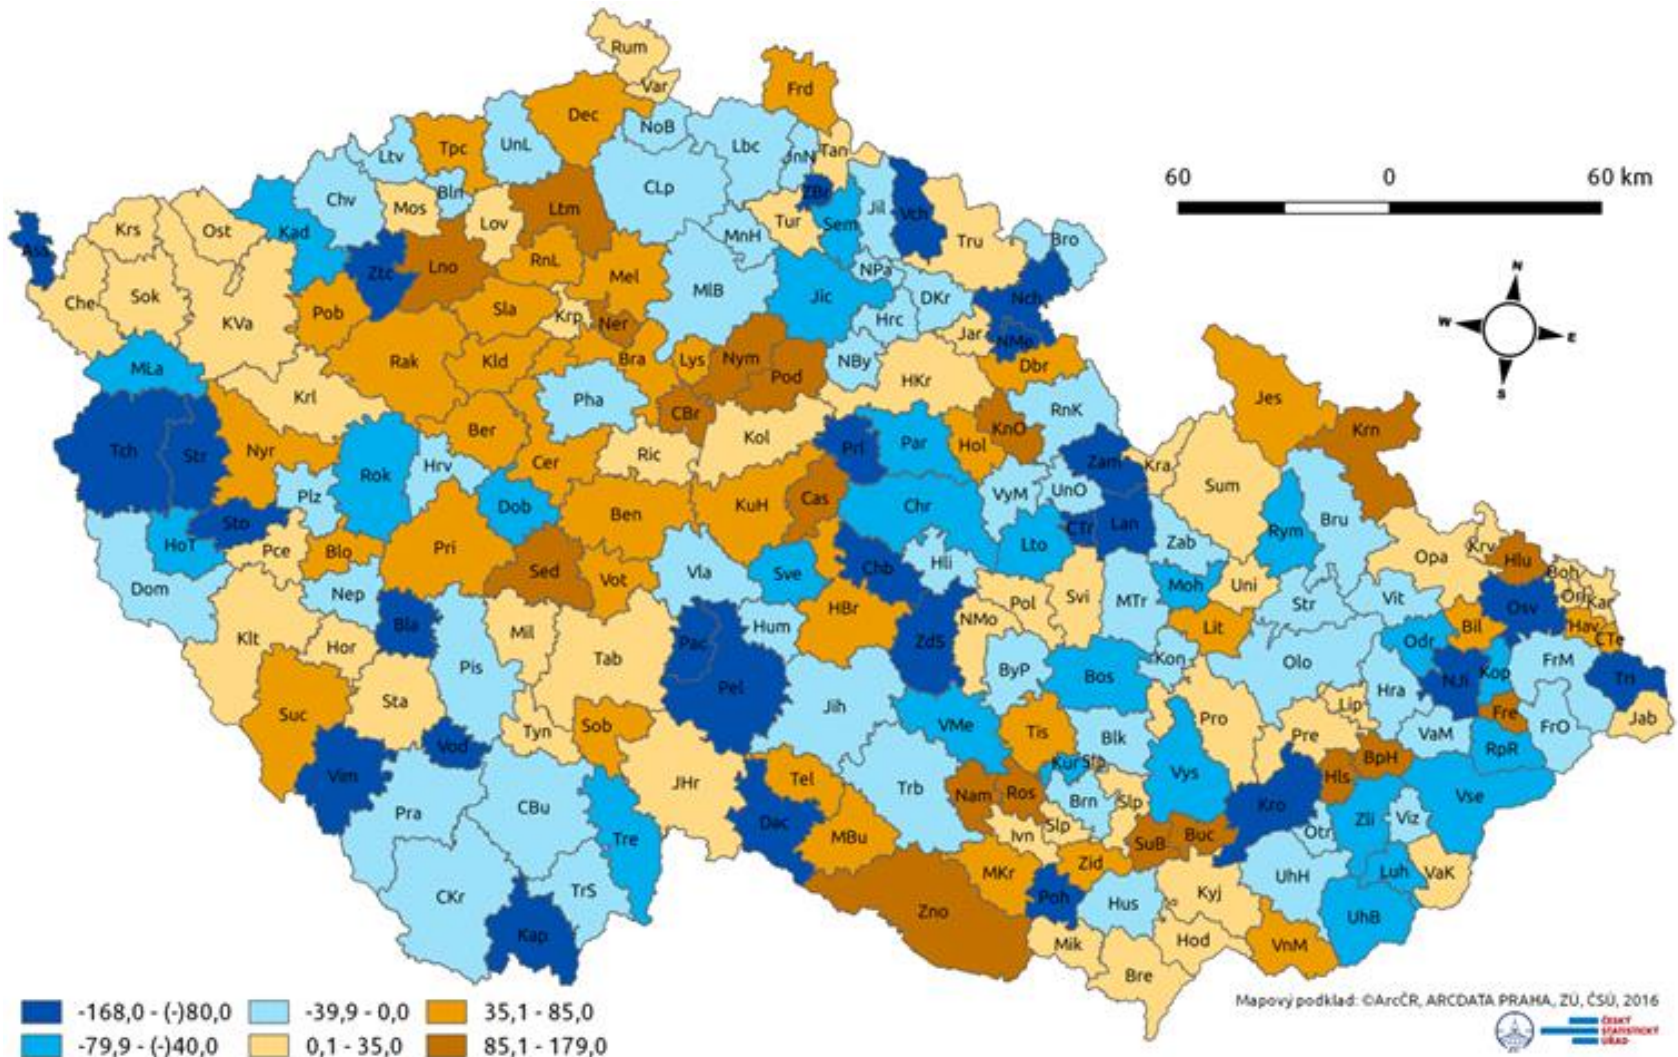 Rum
Var
Frd
Dec
NoB
Lbc
Tpc
UnL
Ltv
JnN
Tan
CLp
Bln
Chv
Mos
Ltm
ZBr
Jil
Vch
Lov
Tur
Sem
Krs
Ost
Kad
MnH
Tru
Bro
Ass
Ztc
Lno
RnL
Mel
NPa
Che
Sok
MlB
Jic
DKr
Nch
KVa
Pob
Sla
Krp
Ner
Hrc
Jar
NMe
MLa
Rak
Kld
Bra
Lys
Nym
Pod
NBy
HKr
Dbr
Krl
Pha
CBr
RnK
Jes
Tch
Str
Nyr
Ber
Ric
Kol
Prl
Par
Hol
KnO
Krn
Rok
Hrv
Cer
Zam
Kra
Sum
Plz
Dob
Ben
KuH
Cas
Chr
VyM
UnO
Sto
HoT
Pce
Blo
Pri
Lto
CTr
Lan
Zab
Rym
Bru
Dom
Nep
Sed
Vot
Vla
Sve
Chb
Hli
Opa
Krv
Hlu
Boh
Orl
Kar
Klt
Hor
Bla
Pis
Mil
Tab
Pac
Hum
HBr
ZdS
NMo
Pol
Svi
MTr
Moh
Uni
Str
Vit
Osv
Hav
CTe
Lit
Bil
Pel
Jih
ByP
Bos
Kon
Olo
Odr
NJi
Kop
FrM
Tri
Suc
Sta
Tyn
Sob
VMe
Tis
Blk
Pro
Lip
Hra
Fre
FrO
Jab
Pre
VaM
RpR
Vim
Vod
JHr
Tel
Trb
Kur
Slp
Vys
BpH
Hls
Vse
Pra
CBu
Tre
Dac
MBu
Nam
Ros
Brn
Slp
Kro
Zli
Viz
Ivn
Slp
SuB
Buc
Otr
CKr
TrS
Kap
Zno
MKr
Zid
Poh
Hus
Kyj
UhH
Luh
VaK
Mik
Hod
VnM
UhB
Bre
60 0 60 km
N
W E
S
-168,0 - (-)80,0 -39,9 - 0,0 35,1 - 85,0
-79,9 - (-)40,0 0,1 - 35,0 85,1 - 179,0
Mapový podklad: ©ArcČR, ARCDATA PRAHA, ZÚ, ČSÚ, 2016
ČESKÝ
STATISTICKÝ
ÚŘAD